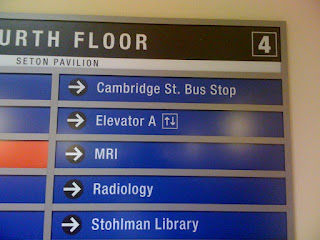 URTH FLOOR 4
SETON PAVILION
Cambridge St. Bus Stop
Elevator A
MRI
Radiology
Stohlman Library